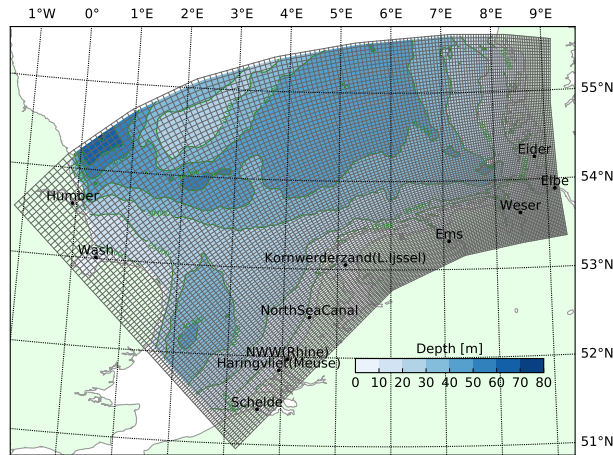 1°W 0° 1°E 2°E 3°E 4°E 5°E 6°E 7°E 8°E 9°E
55°N
Eider
54°N
Elbe
Humber
Weser
Ems
Wash
Kornwerderzand(L.Ijssel)
53°N
NorthSeaCanal
NWW(Rhine)
Depth [m]
52°N
Haringvliet(Meuse)
0 10 20 30 40 50 60 70 80
Schelde
51°N